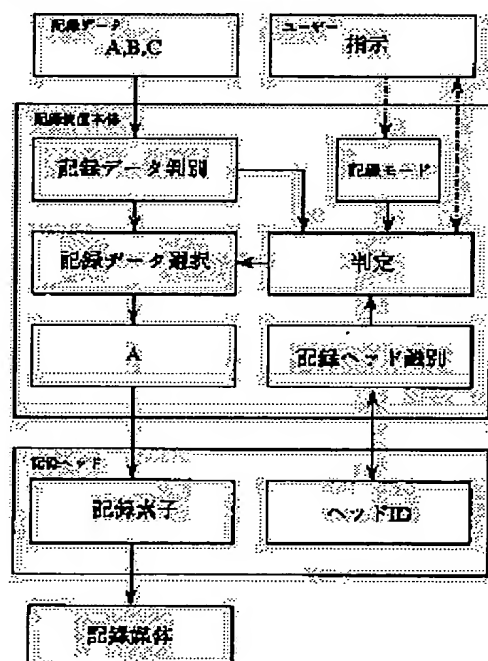 記録データ
A,B,C
ユーザー
指示
記録装置本体
記録データ判別
記録モード
記録データ選択
判定
A
記録ヘッド識別
記録ヘッド
記録素子
ヘッドID
記録媒体